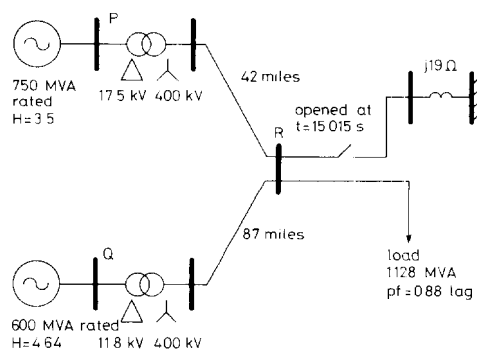 P
750 MVA
rated
H=3.5
17.5 kV 400 kV
42 miles
j19Ω
opened at
t=15 015 s
R
87 miles
load
1128 MVA
pf=0.88 lag
Q
600 MVA rated
H=4.64
11.8 kV 400 kV